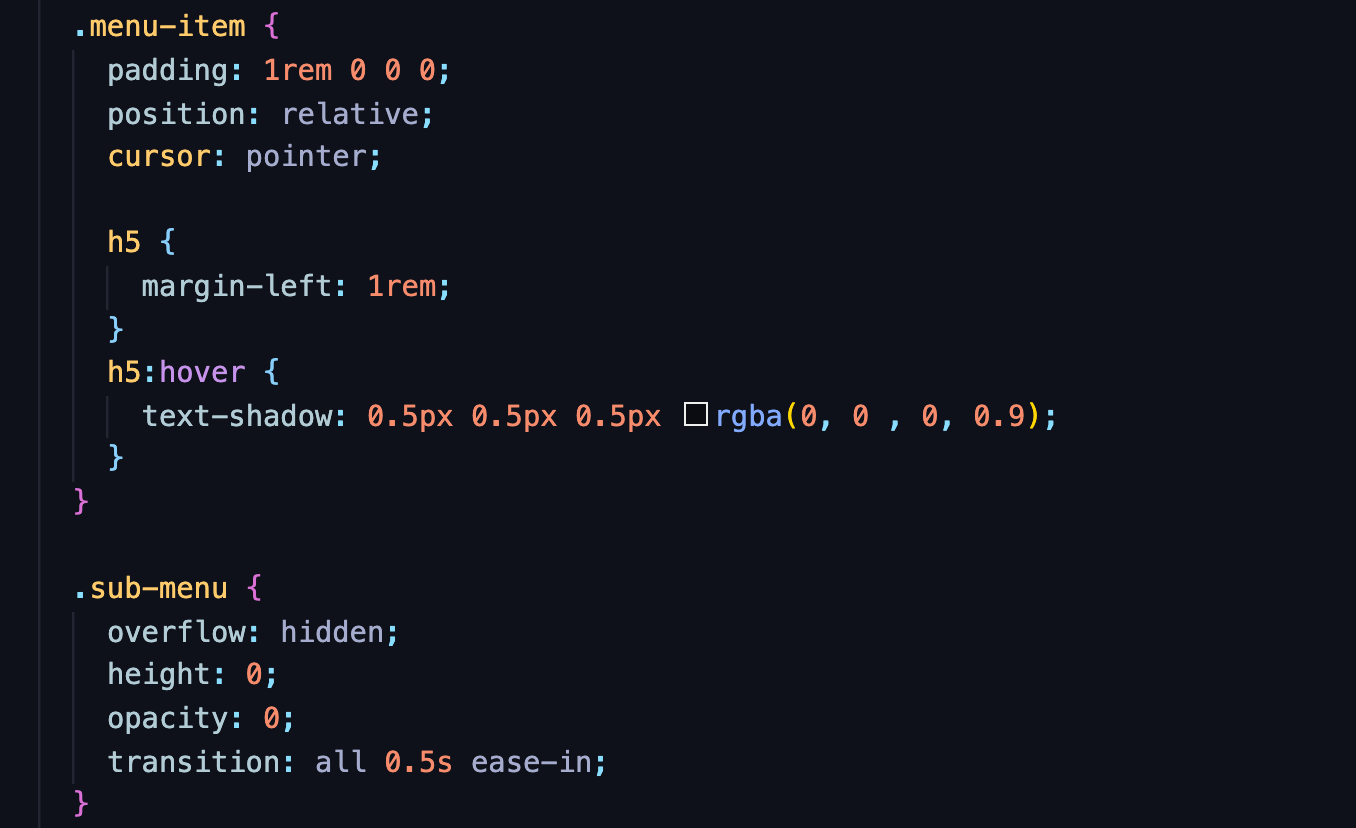 .menu-item {
padding: 1rem 0 0 0;
position: relative;
cursor: pointer;
h5 {
margin-left: 1rem;
}
h5:hover {
text-shadow: 0.5px 0.5px 0.5px rgba(0, 0 , 0, 0.9);
}
}
.sub-menu {
overflow: hidden;
height: 0;
opacity: 0;
transition: all 0.5s ease-in;
}